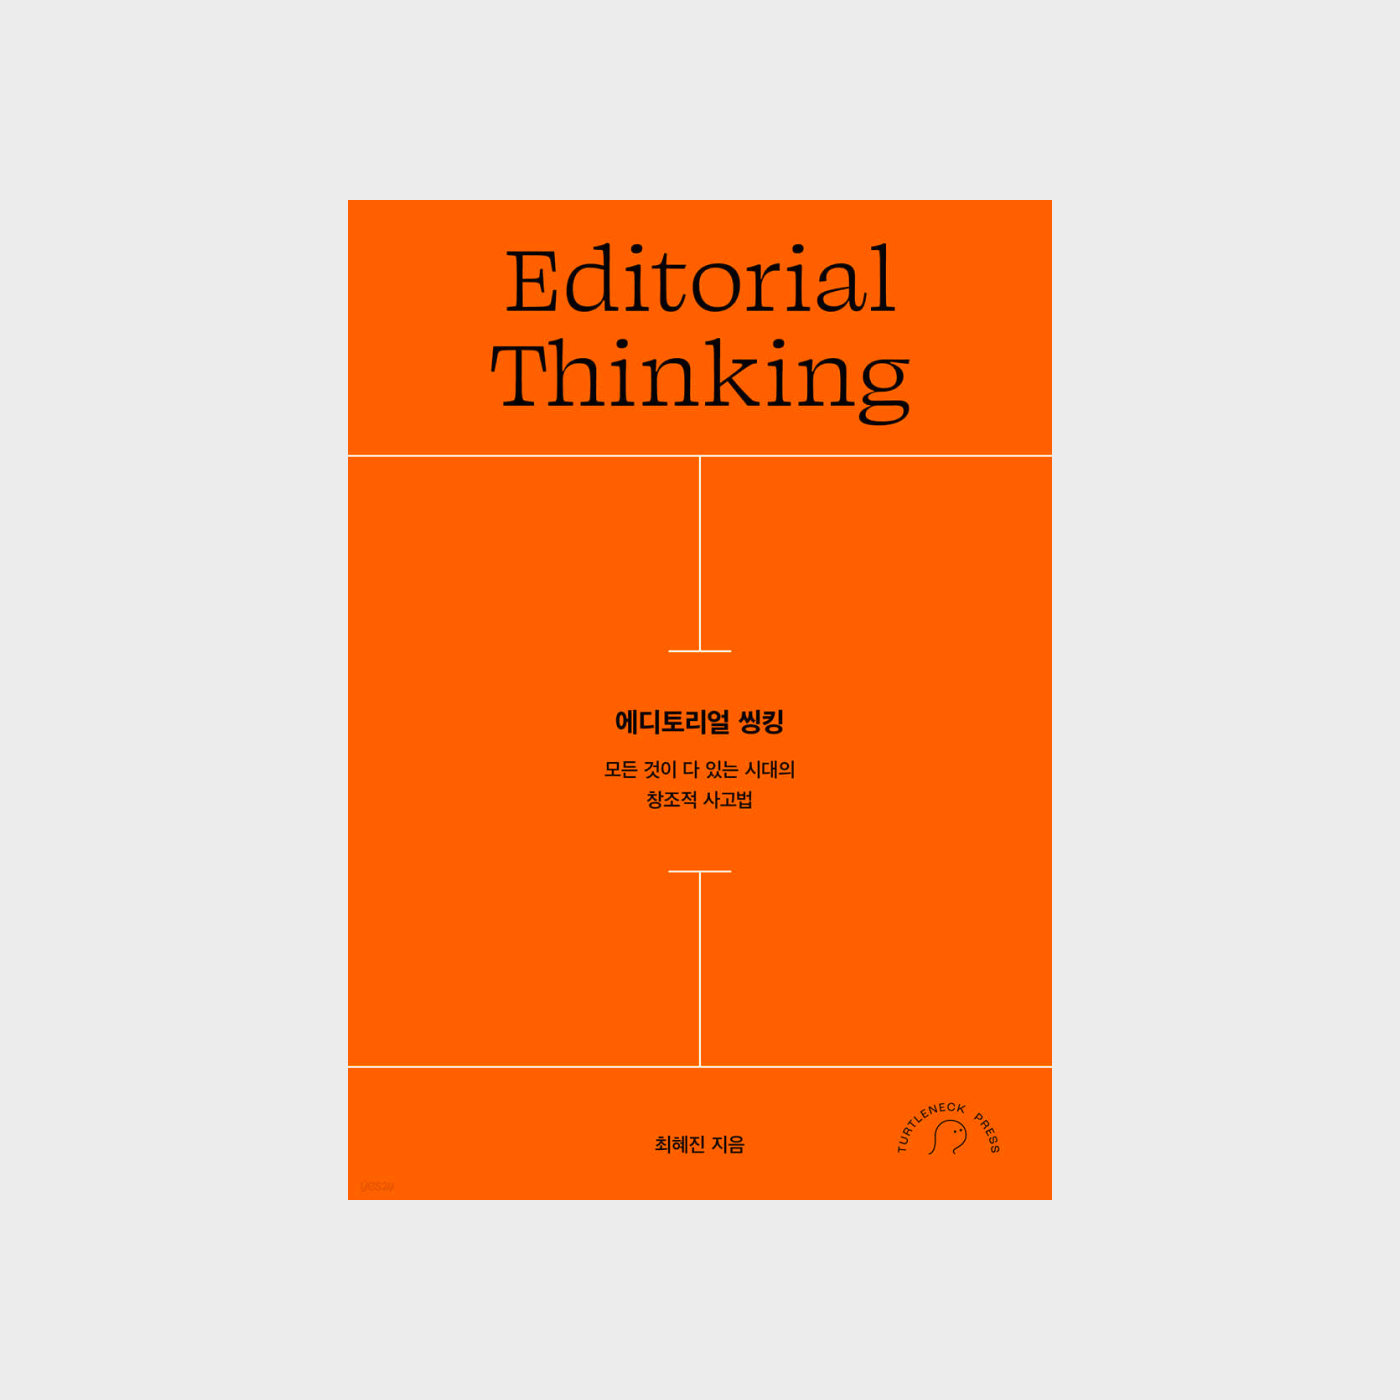 Editorial
Thinking
에디토리얼 씽킹
모든 것이 다 있는 시대의
창조적 사고법
최혜진 지음
TURTLENECK PRESS
yes24